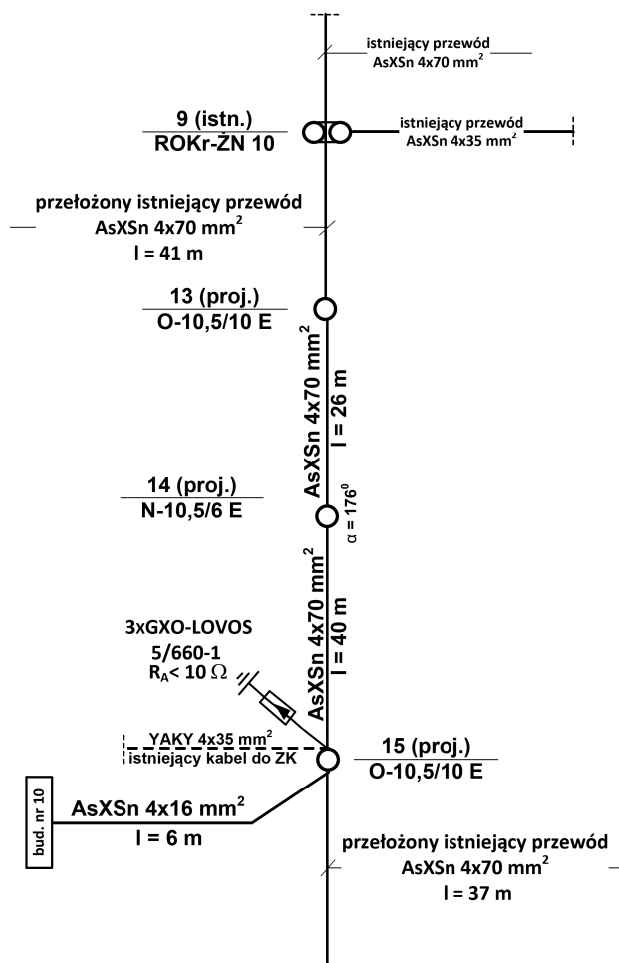 istniejący przewód
AsXSn 4x70 mm²
9 (istn.)
ROKr-ŻN 10
istniejący przewód
AsXSn 4x35 mm²
przełożony istniejący przewód
AsXSn 4x70 mm²
l = 41 m
13 (proj.)
O-10,5/10 E
AsXSn 4x70 mm²
l = 26 m
14 (proj.)
N-10,5/6 E
α = 176⁰
AsXSn 4x70 mm²
l = 40 m
3xGXO-LOVOS
5/660-1
R_A< 10 Ω
YAKY 4x35 mm²
istniejący kabel do ZK
15 (proj.)
O-10,5/10 E
bud. nr 10
AsXSn 4x16 mm²
l = 6 m
przełożony istniejący przewód
AsXSn 4x70 mm²
l = 37 m